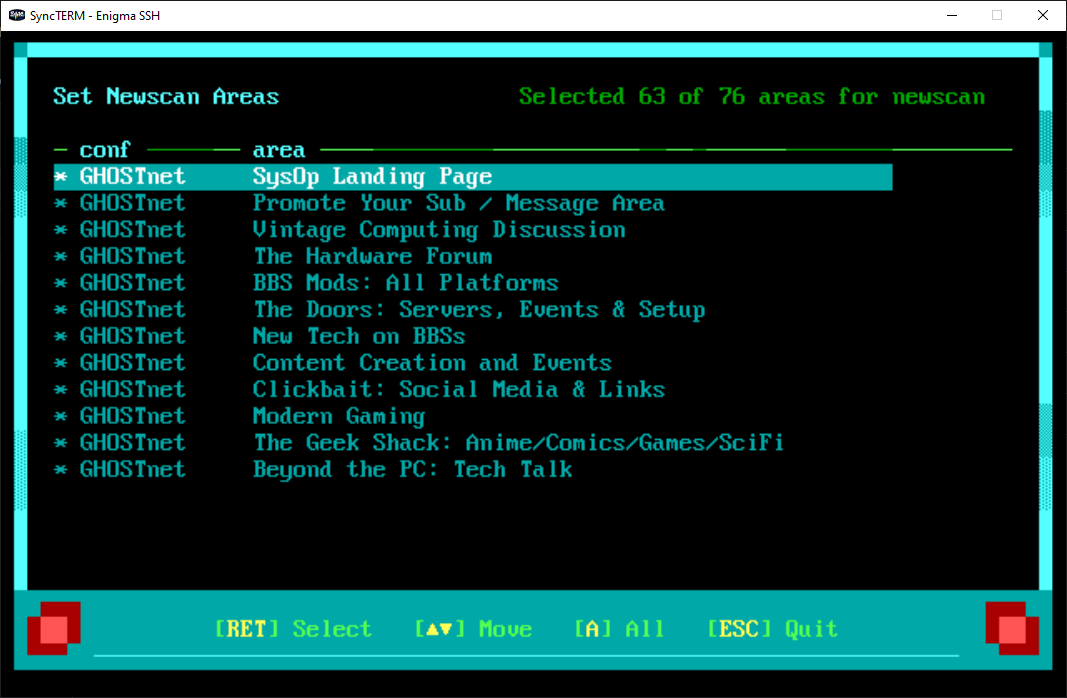 SyncTERM - Enigma SSH
Set Newscan Areas Selected 63 of 76 areas for newscan
conf area
* GHOSTnet SysOp Landing Page
* GHOSTnet Promote Your Sub / Message Area
* GHOSTnet Vintage Computing Discussion
* GHOSTnet The Hardware Forum
* GHOSTnet BBS Mods: All Platforms
* GHOSTnet The Doors: Servers, Events & Setup
* GHOSTnet New Tech on BBSs
* GHOSTnet Content Creation and Events
* GHOSTnet Clickbait: Social Media & Links
* GHOSTnet Modern Gaming
* GHOSTnet The Geek Shack: Anime/Comics/Games/SciFi
* GHOSTnet Beyond the PC: Tech Talk
[RET] Select [▲▼] Move [A] All [ESC] Quit